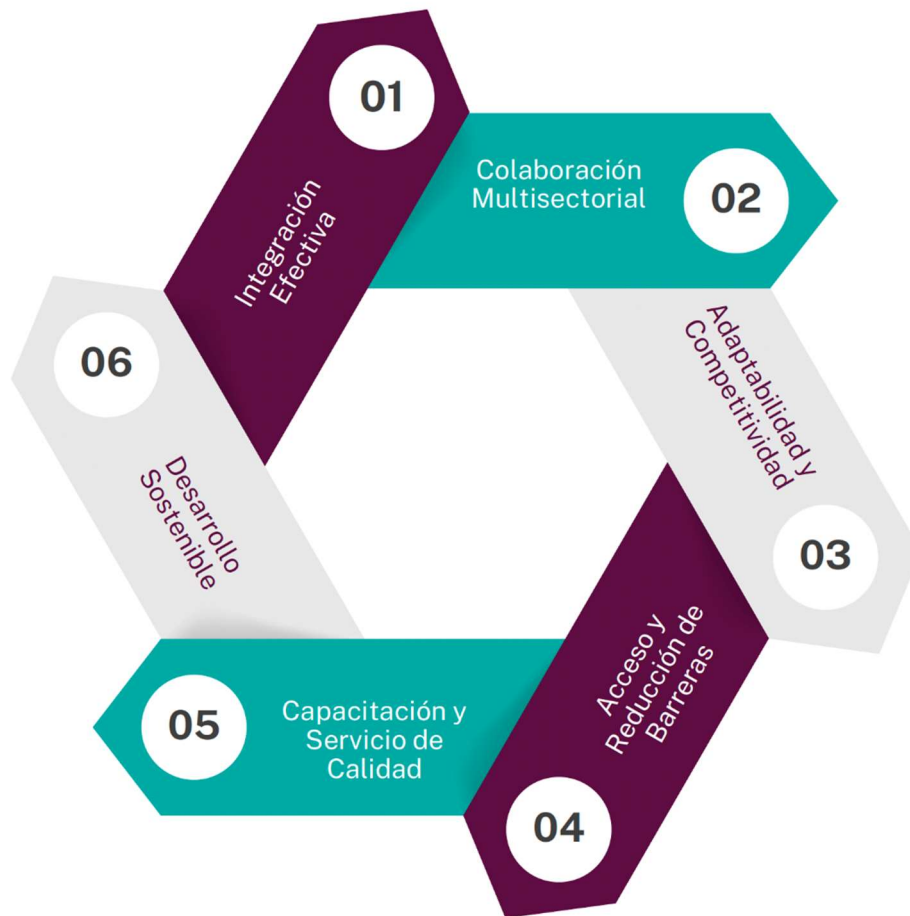 01
Integración
Efectiva
02
Colaboración
Multisectorial
03
Adaptabilidad y
Competitividad
04
Acceso y
Reducción de
Barreras
05
Capacitación y
Servicio de
Calidad
06
Desarrollo
Sostenible